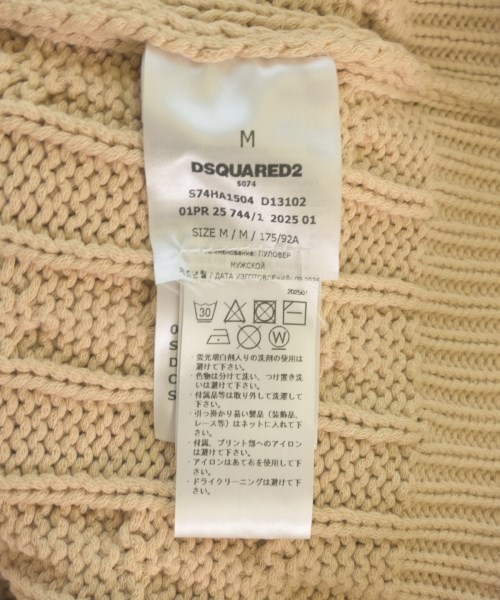 M
DSQUARED2
S074
S74HA1504 D13102
01PR 25 744/1 2025 01
SIZE M / M / 175/92A
ПУЛОВЕР
МУЖСКОЙ
/ ДАТА ИЗГОТОВЛЕНИЯ
202501
30
W
O
S
D
C
S
・蛍光増白剤入りの洗剤の使用は
避けて下さい。
・色物は分けて洗い、つけ置き洗
いは避けて下さい。
・付属品等は取り外して洗濯して
下さい。
・引っ掛かり易い製品（装飾品、
レース等）はネットに入れて下
さい。
・付属、プリント部へのアイロン
は避けて下さい。
・アイロンはあて布を使用して下
さい。
・ドライクリーニングは避けて下
さい。